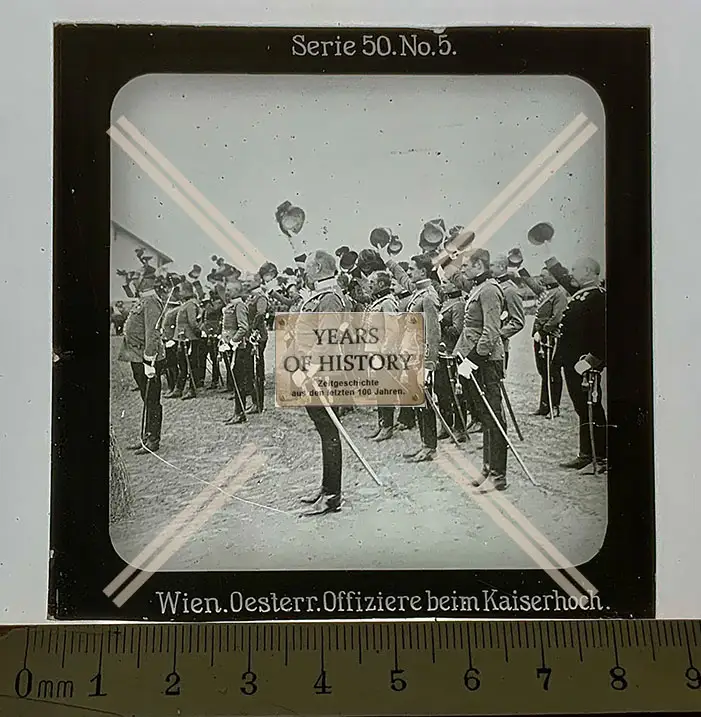 Serie 50.No.5.
YEARS
OF HISTORY
Zeitgeschichte
aus den letzten 100 Jahren.
Wien.Oesterr.Offiziere beim Kaiserhoch.
0mm 1 2 3 4 5 6 7 8 9